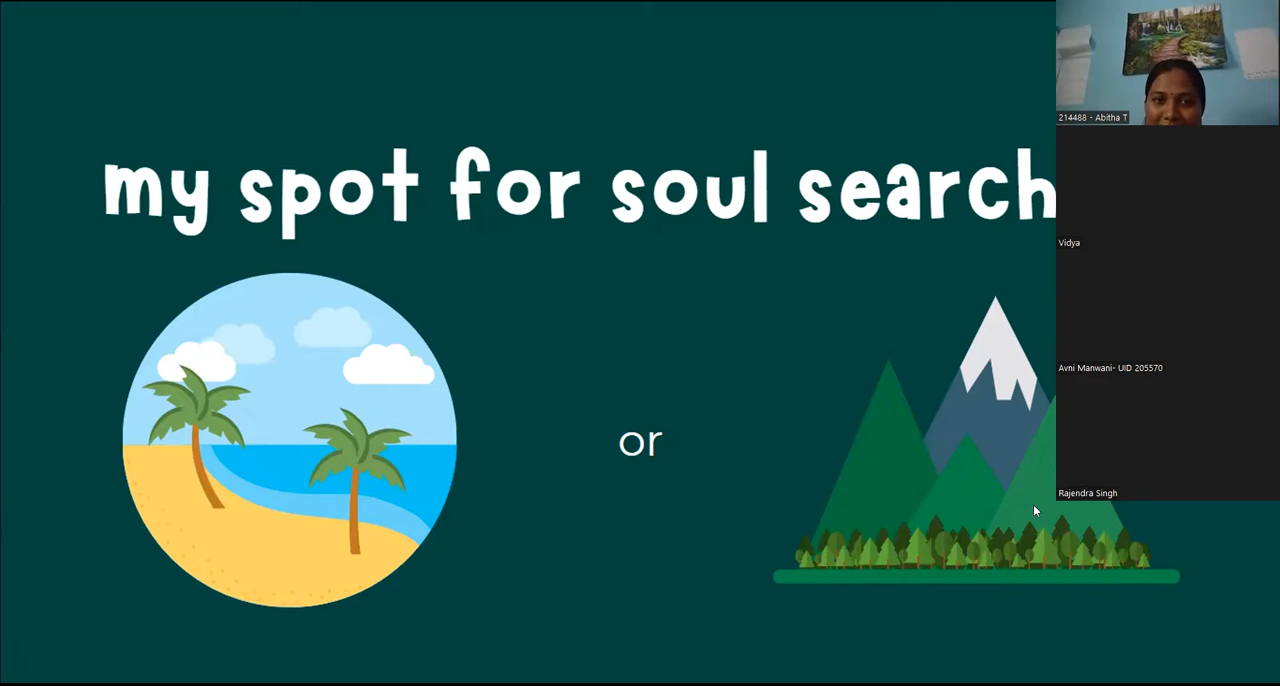 my spot for soul search
or
214488 - Abitha T
Vidya
Avni Manwani- UID 205570
Rajendra Singh